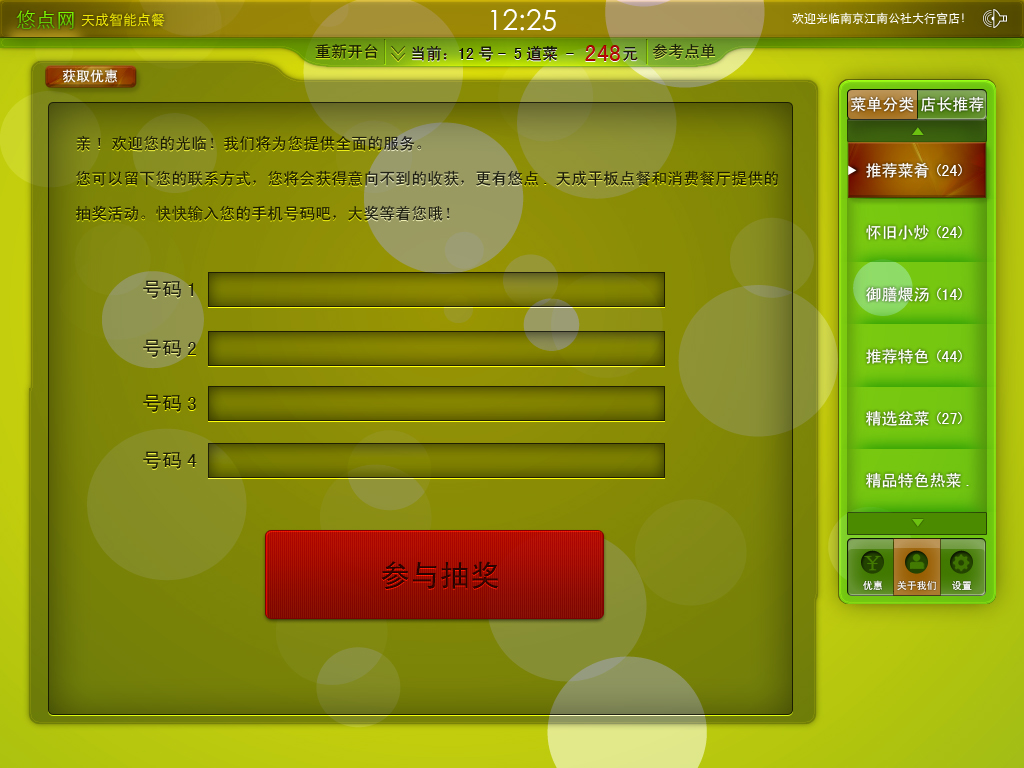 悠点网 天成智能点餐
12:25
欢迎光临南京江南公社大行宫店!
重新开台
当前: 12 号 - 5 道菜 - 248元
参考点单
获取优惠
亲！欢迎您的光临! 我们将为您提供全面的服务。
您可以留下您的联系方式，您将会获得意向不到的收获，更有悠点 . 天成平板点餐和消费餐厅提供的
抽奖活动。快快输入您的手机号码吧，大奖等着您哦!
号码 1
号码 2
号码 3
号码 4
参与抽奖
菜单分类 店长推荐
推荐菜肴 (24)
怀旧小炒 (24)
御膳煨汤 (14)
推荐特色 (44)
精选盆菜 (27)
精品特色热菜 .
优惠 关于我们 设置